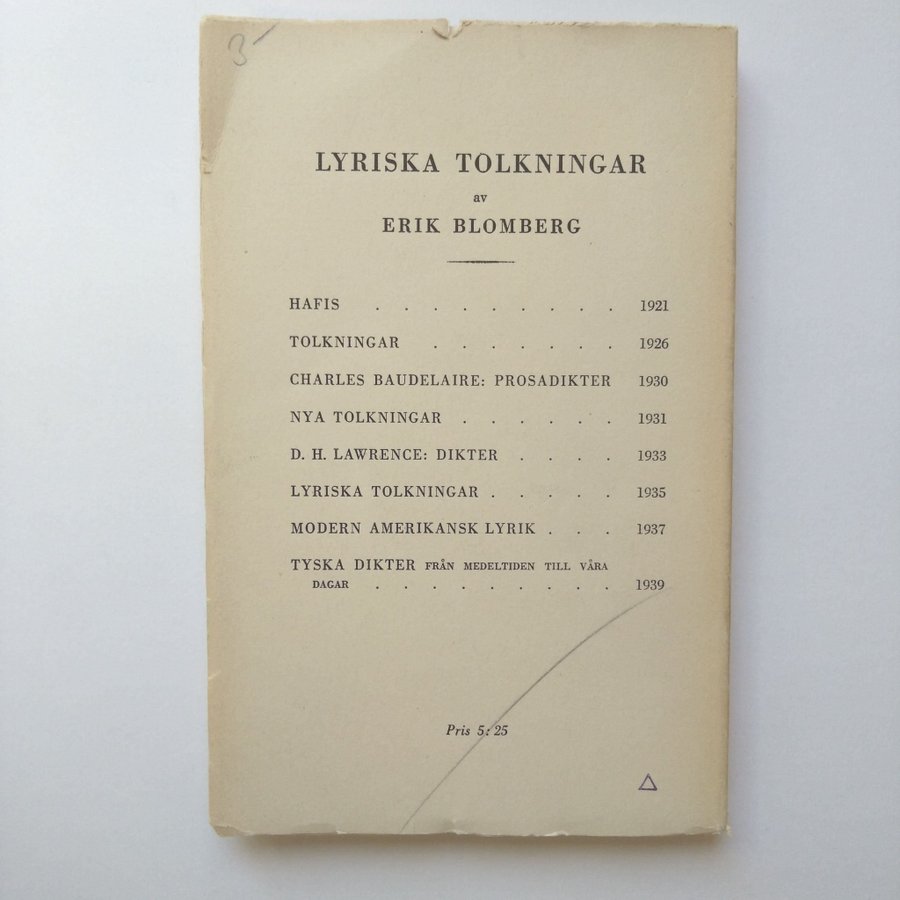 3-
LYRISKA TOLKNINGAR
av
ERIK BLOMBERG
HAFIS . . . . . . . . . 1921
TOLKNINGAR . . . . . . . 1926
CHARLES BAUDELAIRE: PROSADIKTER 1930
NYA TOLKNINGAR . . . . . . 1931
D. H. LAWRENCE: DIKTER . . . . 1933
LYRISKA TOLKNINGAR . . . . . 1935
MODERN AMERIKANSK LYRIK . . . 1937
TYSKA DIKTER FRÅN MEDELTIDEN TILL VÅRA
DAGAR . . . . . . . . . 1939
Pris 5:25